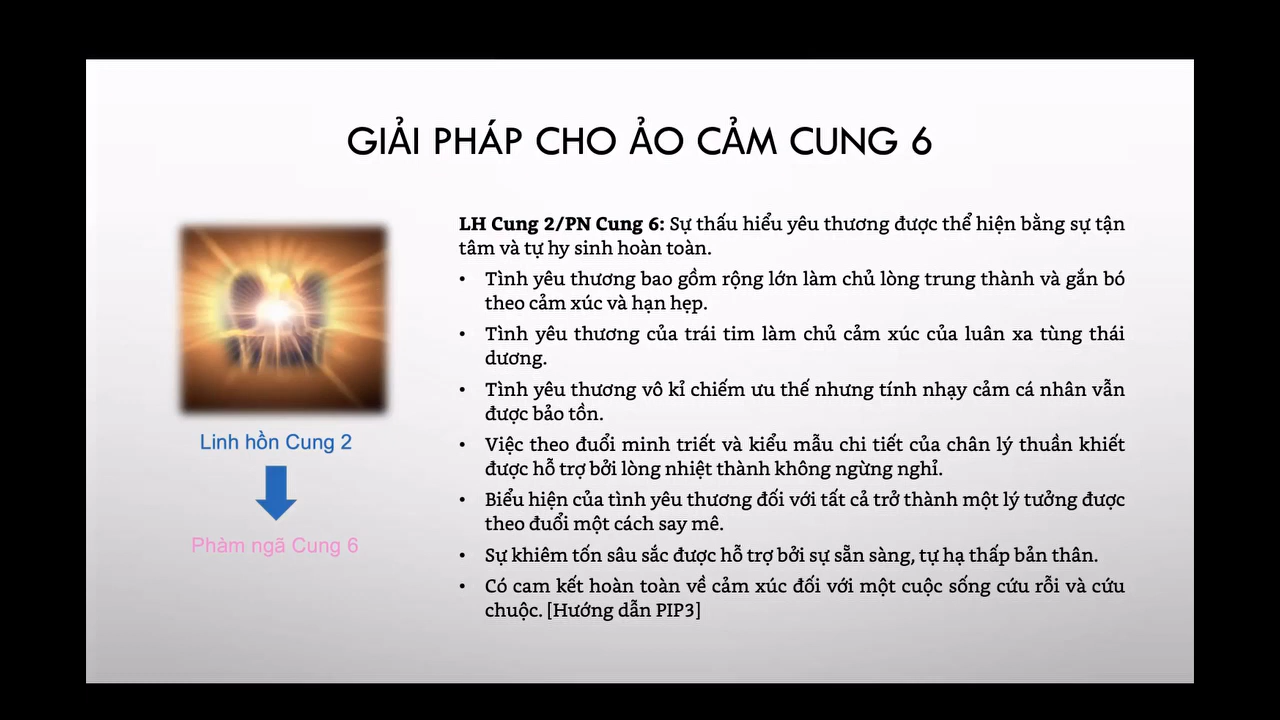 GIẢI PHÁP CHO ẢO CẢM CUNG 6
Linh hồn Cung 2
Phàm ngã Cung 6
LH Cung 2/PN Cung 6: Sự thấu hiểu yêu thương được thể hiện bằng sự tận
tâm và tự hy sinh hoàn toàn.
• Tình yêu thương bao gồm rộng lớn làm chủ lòng trung thành và gắn bó
theo cảm xúc và hạn hẹp.
• Tình yêu thương của trái tim làm chủ cảm xúc của luân xa tùng thái
dương.
• Tình yêu thương vô kỉ chiếm ưu thế nhưng tính nhạy cảm cá nhân vẫn
được bảo tồn.
• Việc theo đuổi minh triết và kiểu mẫu chi tiết của chân lý thuần khiết
được hỗ trợ bởi lòng nhiệt thành không ngừng nghỉ.
• Biểu hiện của tình yêu thương đối với tất cả trở thành một lý tưởng được
theo đuổi một cách say mê.
• Sự khiêm tốn sâu sắc được hỗ trợ bởi sự sẵn sàng, tự hạ thấp bản thân.
• Có cam kết hoàn toàn về cảm xúc đối với một cuộc sống cứu rỗi và cứu
chuộc. [Hướng dẫn PIP3]